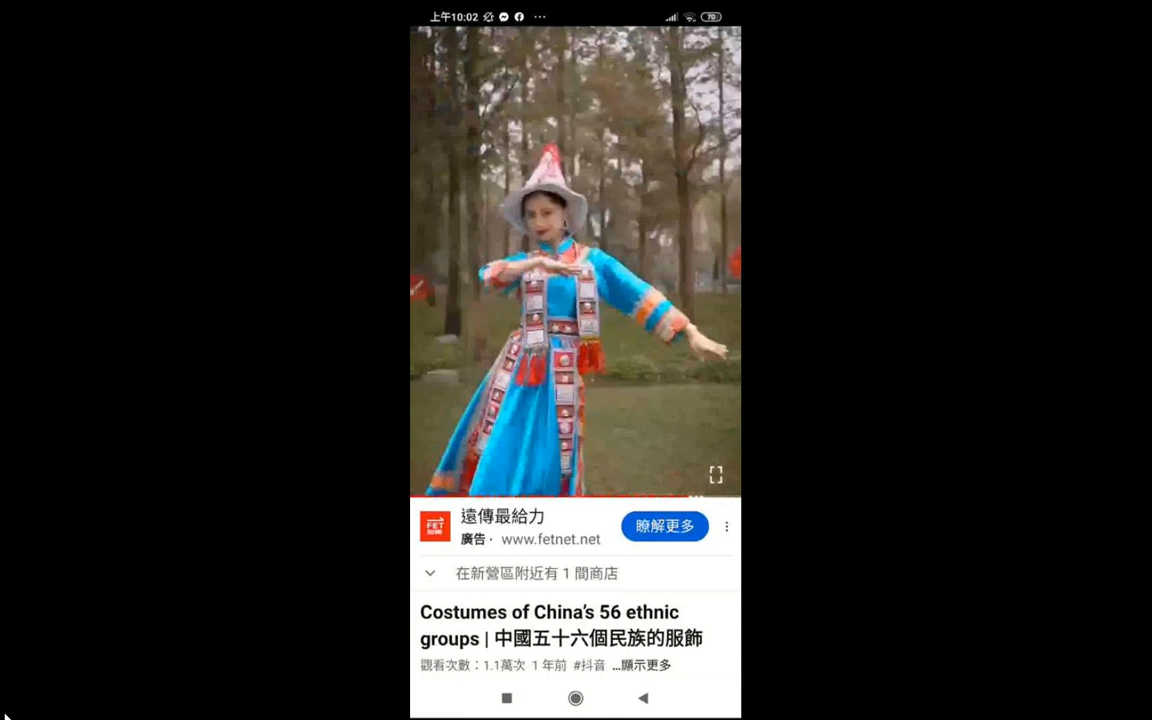 上午10:02
70
FET
遠傳最給力
廣告 · www.fetnet.net
瞭解更多
在新營區附近有 1 間商店
Costumes of China's 56 ethnic
groups | 中國五十六個民族的服飾
觀看次數：1.1萬次 1 年前 #抖音 ...顯示更多